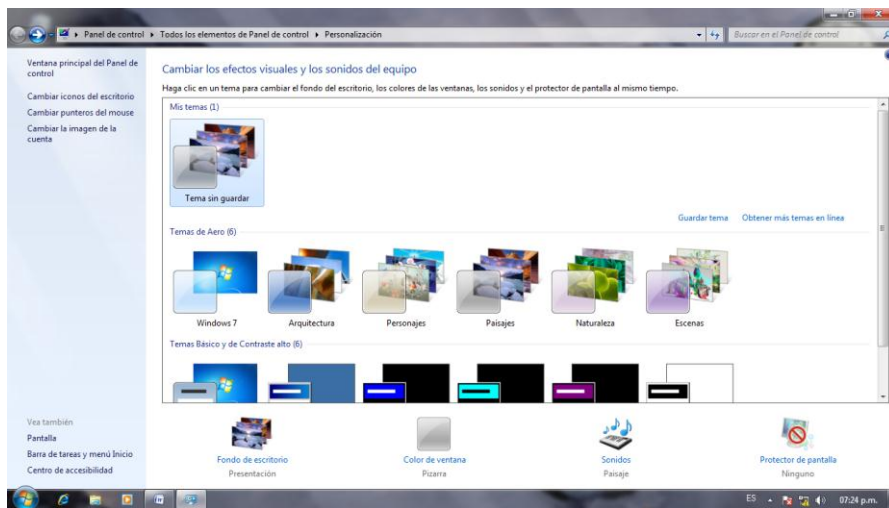 Panel de control ▸ Todos los elementos de Panel de control ▸ Personalización
Buscar en el Panel de control
Ventana principal del Panel de
control
Cambiar iconos del escritorio
Cambiar punteros del mouse
Cambiar la imagen de la
cuenta
Cambiar los efectos visuales y los sonidos del equipo
Haga clic en un tema para cambiar el fondo del escritorio, los colores de las ventanas, los sonidos y el protector de pantalla al mismo tiempo.
Mis temas (1)
Tema sin guardar
Guardar tema Obtener más temas en línea
Temas de Aero (6)
Windows 7 Arquitectura Personajes Paisajes Naturaleza Escenas
Temas Básico y de Contraste alto (6)
Vea también
Pantalla
Barra de tareas y menú Inicio
Centro de accesibilidad
Fondo de escritorio
Presentación
Color de ventana
Pizarra
Sonidos
Paisaje
Protector de pantalla
Ninguno
ES 07:24 p.m.